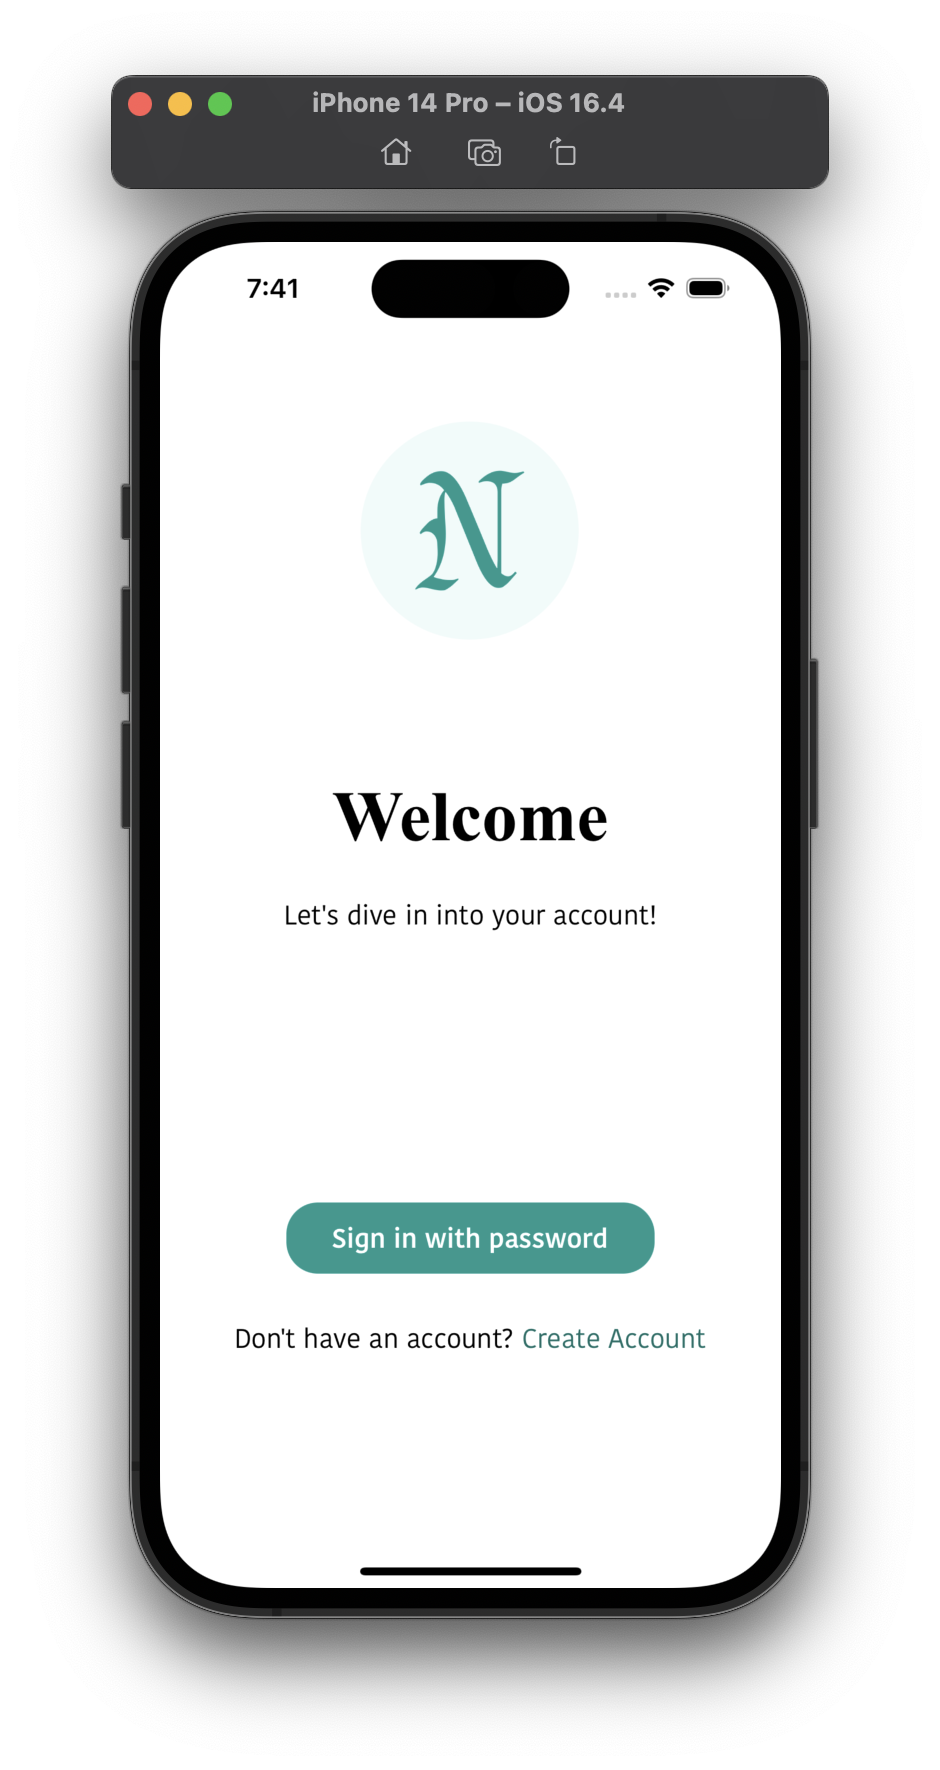 iPhone 14 Pro – iOS 16.4
7:41
N
Welcome
Let's dive in into your account!
Sign in with password
Don't have an account? Create Account